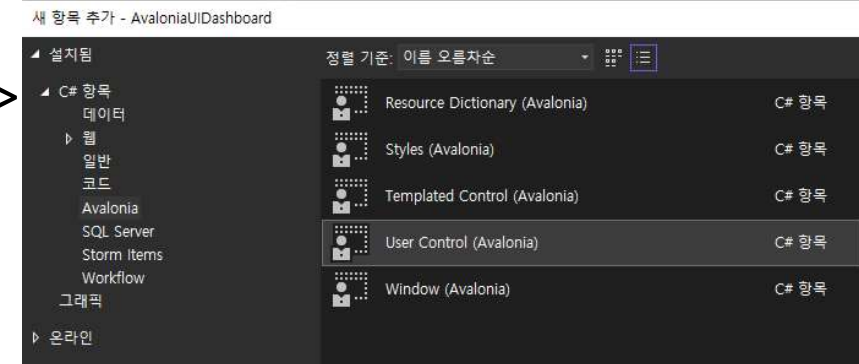 새 항목 추가 - AvaloniaUIDashboard
설치됨
C# 항목
데이터
웹
일반
코드
Avalonia
SQL Server
Storm Items
Workflow
그래픽
온라인
정렬 기준: 이름 오름차순
Resource Dictionary (Avalonia) C# 항목
Styles (Avalonia) C# 항목
Templated Control (Avalonia) C# 항목
User Control (Avalonia) C# 항목
Window (Avalonia) C# 항목